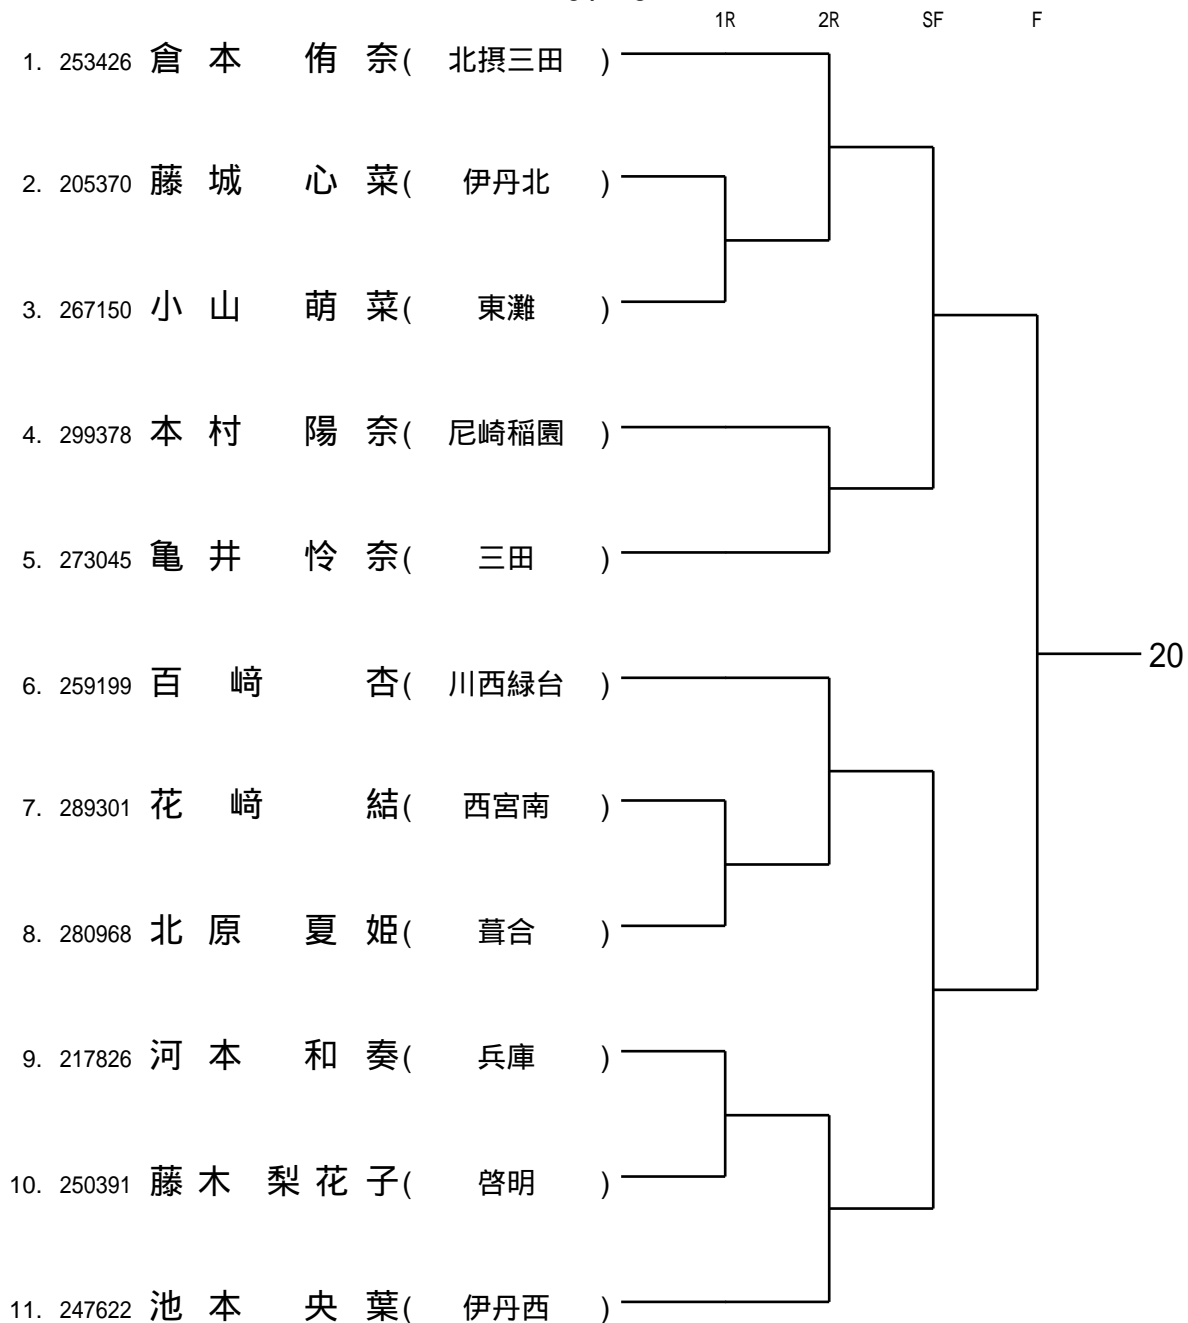 1R 2R SF F
1. 253426 倉本 侑奈( 北摂三田 )
2. 205370 藤城 心菜( 伊丹北 )
3. 267150 小山 萌菜( 東灘 )
4. 299378 本村 陽奈( 尼崎稲園 )
5. 273045 亀井 怜奈( 三田 )
20
6. 259199 百﨑 杏( 川西緑台 )
7. 289301 花﨑 結( 西宮南 )
8. 280968 北原 夏姫( 葺合 )
9. 217826 河本 和奏( 兵庫 )
10. 250391 藤木 梨花子( 啓明 )
11. 247622 池本 央葉( 伊丹西 )